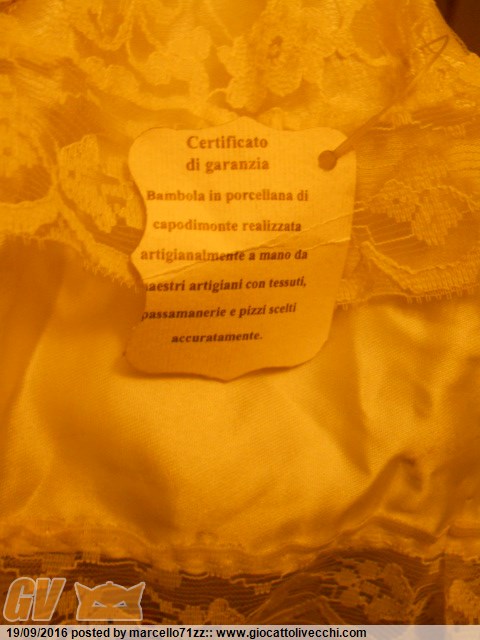 Certificato
di garanzia
Bambola in porcellana di
capodimonte realizzata
artigianalmente a mano da
maestri artigiani con tessuti,
passamanerie e pizzi scelti
accuratamente.
GV
19/09/2016 posted by marcello71zz:: www.giocattolivecchi.com